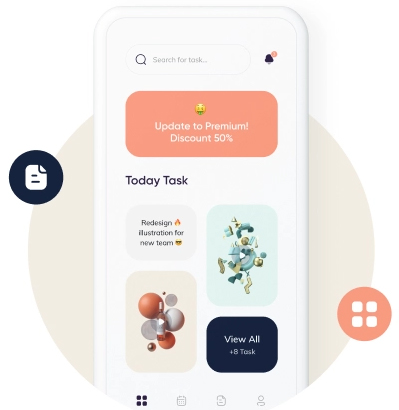 Search for task...
Update to Premium!
Discount 50%
Today Task
Redesign 🔥
illustration for
new team 😎
View All
+8 Task